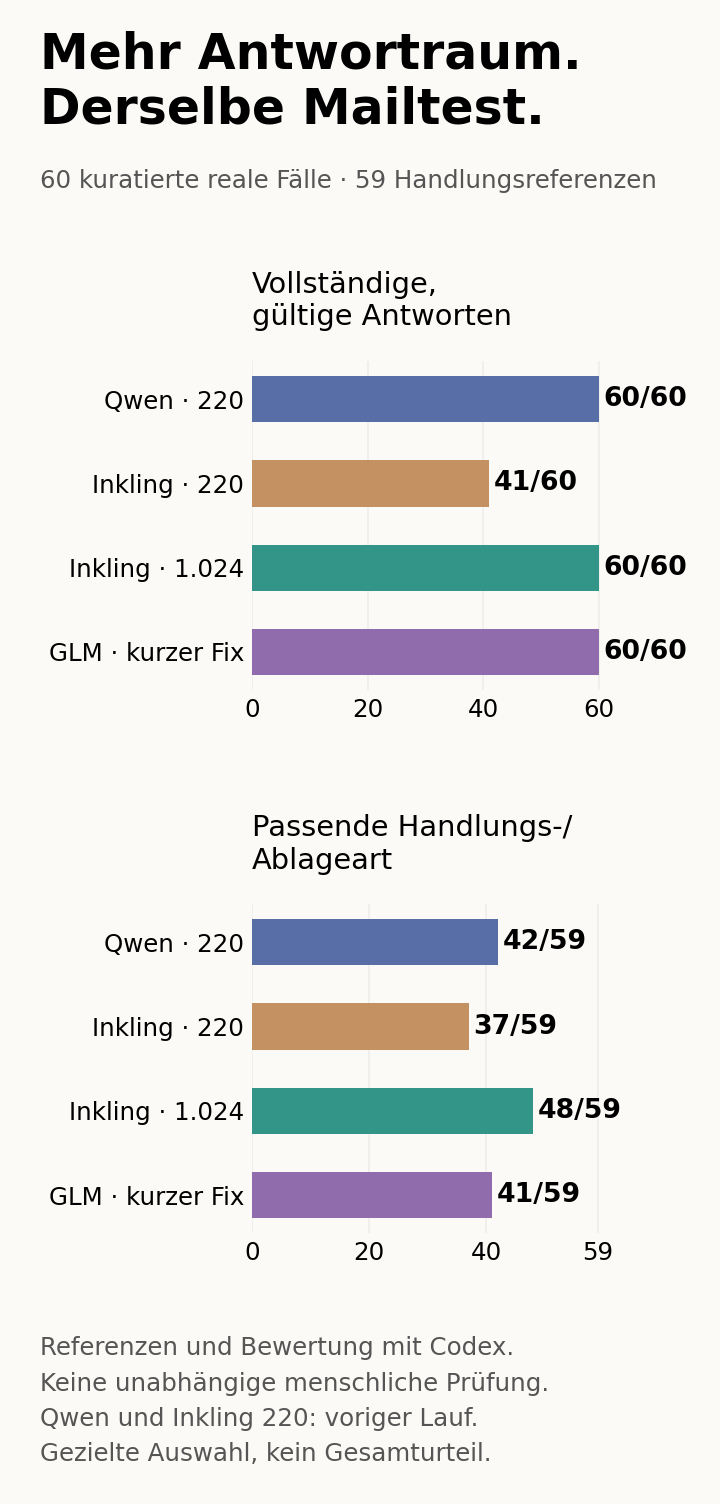 Mehr Antwortraum.
Derselbe Mailtest.
60 kuratierte reale Fälle · 59 Handlungsreferenzen
Vollständige,
gültige Antworten
Qwen · 220
60/60
Inkling · 220
41/60
Inkling · 1.024
60/60
GLM · kurzer Fix
60/60
0 20 40 60
Passende Handlungs-/
Ablageart
Qwen · 220
42/59
Inkling · 220
37/59
Inkling · 1.024
48/59
GLM · kurzer Fix
41/59
0 20 40 59
Referenzen und Bewertung mit Codex.
Keine unabhängige menschliche Prüfung.
Qwen und Inkling 220: voriger Lauf.
Gezielte Auswahl, kein Gesamturteil.